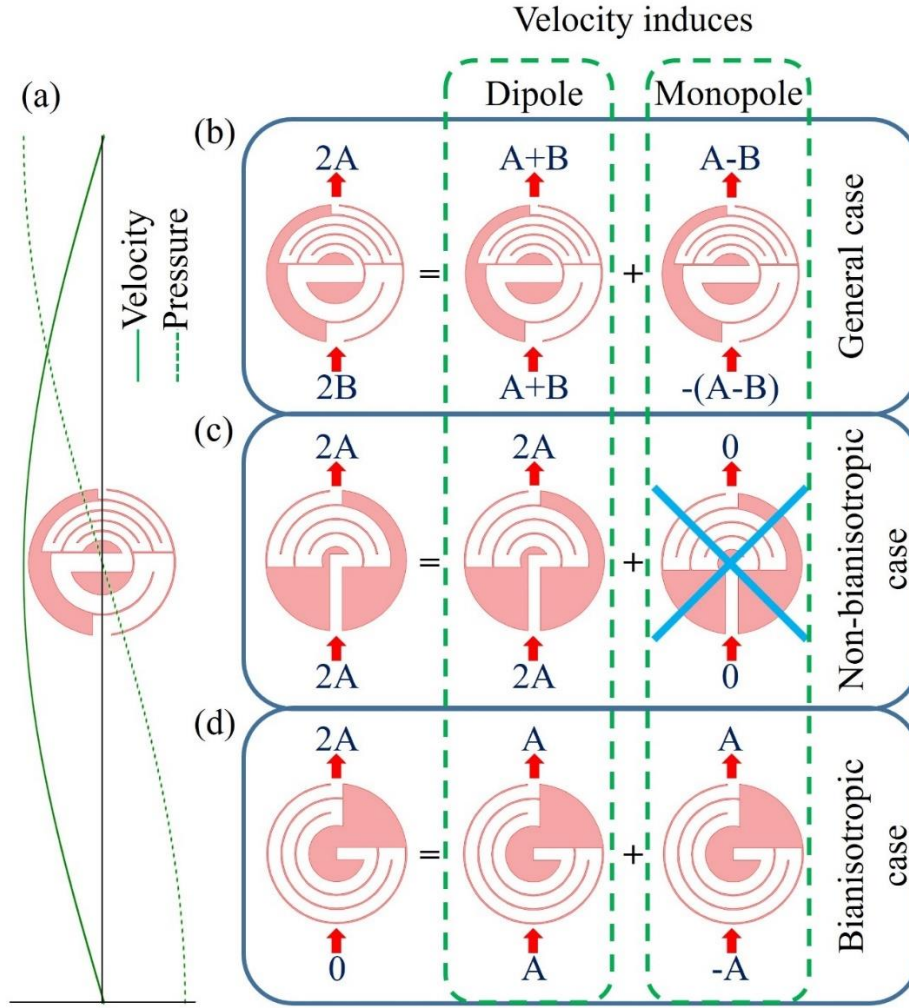 Velocity induces
(a)
Velocity
Pressure
Dipole
Monopole
(b)
2A
A+B
A-B
=
+
2B
A+B
-(A-B)
General case
(c)
2A
2A
0
=
+
2A
2A
0
Non-bianisotropic
case
(d)
2A
A
A
=
+
0
A
-A
Bianisotropic
case